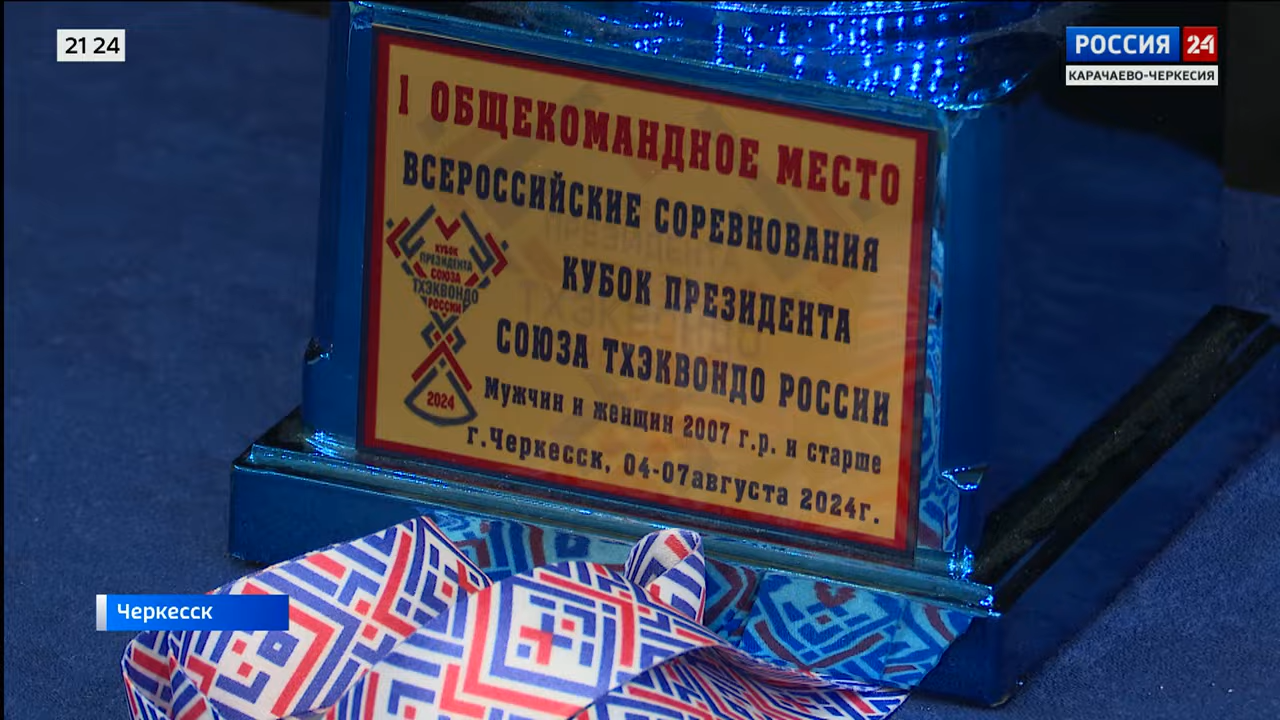 21 24
РОССИЯ 24
КАРАЧАЕВО-ЧЕРКЕСИЯ
1 ОБЩЕКОМАНДНОЕ МЕСТО
ВСЕРОССИЙСКИЕ СОРЕВНОВАНИЯ
КУБОК ПРЕЗИДЕНТА
СОЮЗА ТХЭКВОНДО РОССИИ
Мужчин и женщин 2007 г.р. и старше
г.Черкесск, 04-07августа 2024г.
КУБОК
ПРЕЗИДЕНТА
СОЮЗА
ТХЭКВОНДО
РОССИИ
2024
Черкесск